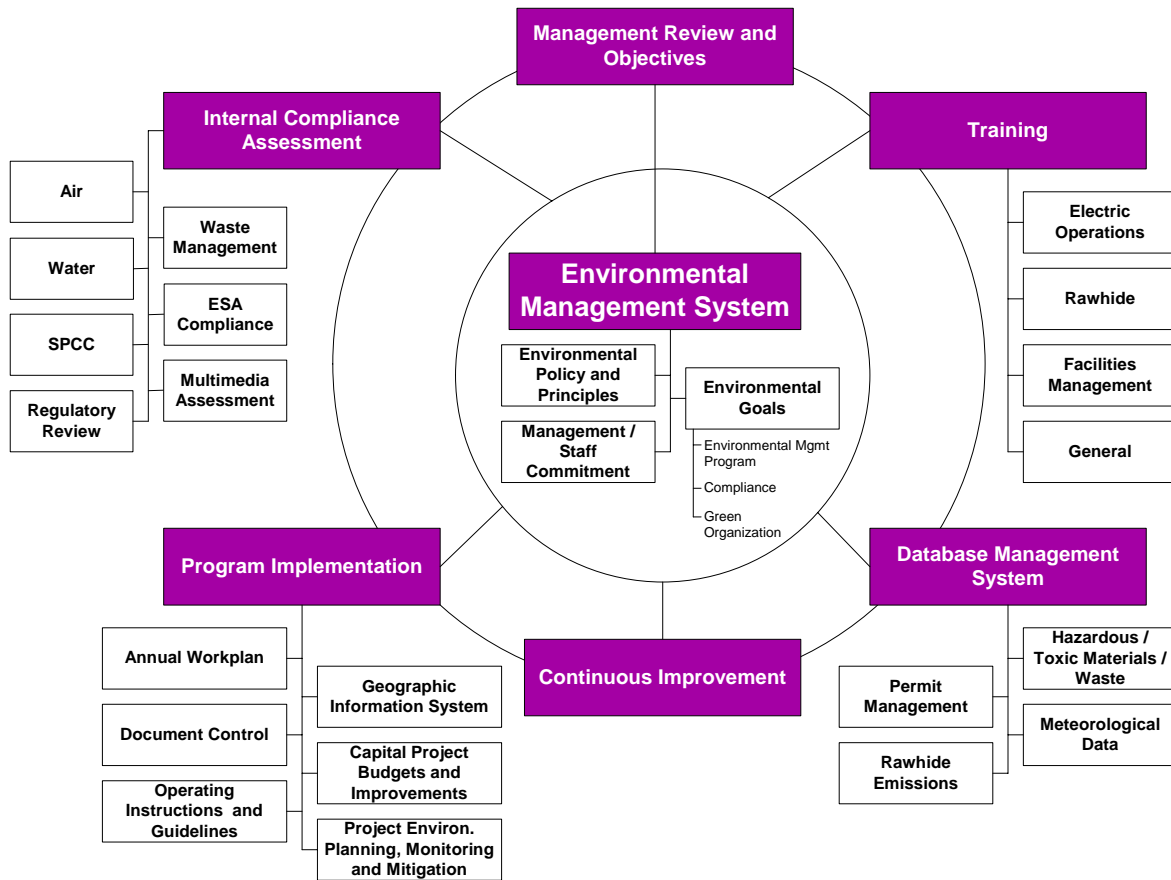 Management Review and
Objectives
Internal Compliance
Assessment
Training
Air
Waste
Management
Water
ESA
Compliance
SPCC
Multimedia
Assessment
Regulatory
Review
Electric
Operations
Rawhide
Facilities
Management
General
Environmental
Management System
Environmental
Policy and
Principles
Environmental
Goals
Management /
Staff
Commitment
Environmental Mgmt
Program
Compliance
Green
Organization
Program Implementation
Database Management
System
Continuous Improvement
Annual Workplan
Geographic
Information System
Document Control
Capital Project
Budgets and
Improvements
Operating
Instructions and
Guidelines
Project Environ.
Planning, Monitoring
and Mitigation
Hazardous /
Toxic Materials /
Waste
Permit
Management
Meteorological
Data
Rawhide
Emissions